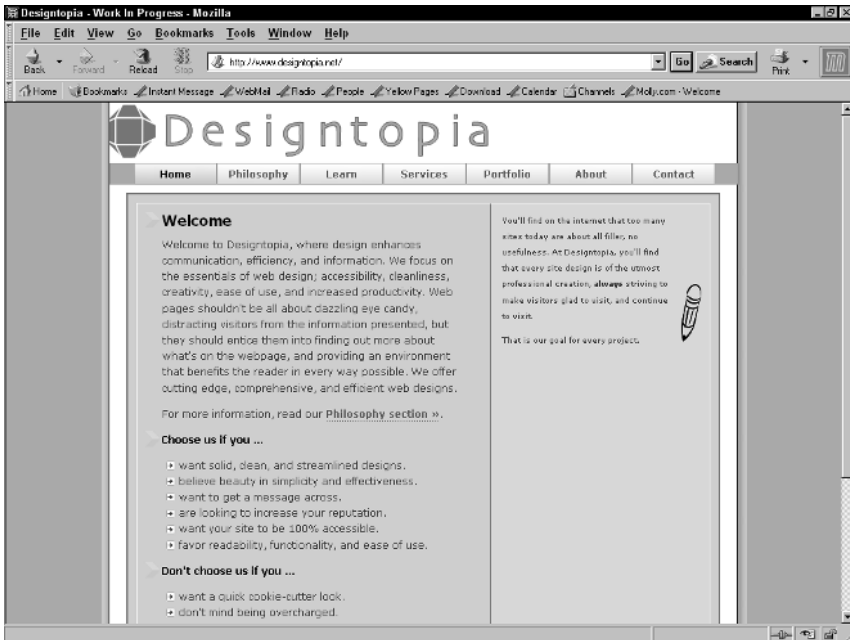 Designtopia - Work In Progress - Mozilla
File Edit View Go Bookmarks Tools Window Help
Back Forward Reload Stop http://www.designtopia.net/ Go Search Print
Home Bookmarks Instant Message WebMail Radio People Yellow Pages Download Calendar Channels Molly.com - Welcome
Designtopia
Home Philosophy Learn Services Portfolio About Contact
Welcome
Welcome to Designtopia, where design enhances
communication, efficiency, and information. We focus on
the essentials of web design; accessibility, cleanliness,
creativity, ease of use, and increased productivity. Web
pages shouldn't be all about dazzling eye candy,
distracting visitors from the information presented, but
they should entice them into finding out more about
what's on the webpage, and providing an environment
that benefits the reader in every way possible. We offer
cutting edge, comprehensive, and efficient web designs.
For more information, read our Philosophy section ».
Choose us if you ...
want solid, clean, and streamlined designs.
believe beauty in simplicity and effectiveness.
want to get a message across.
are looking to increase your reputation.
want your site to be 100% accessible.
favor readability, functionality, and ease of use.
Don't choose us if you ...
want a quick cookie-cutter look.
don't mind being overcharged.
You'll find on the internet that too many
sites today are about all filler, no
usefulness. At Designtopia, you'll find
that every site design is of the utmost
professional creation, always striving to
make visitors glad to visit, and continue
to visit.
That is our goal for every project.